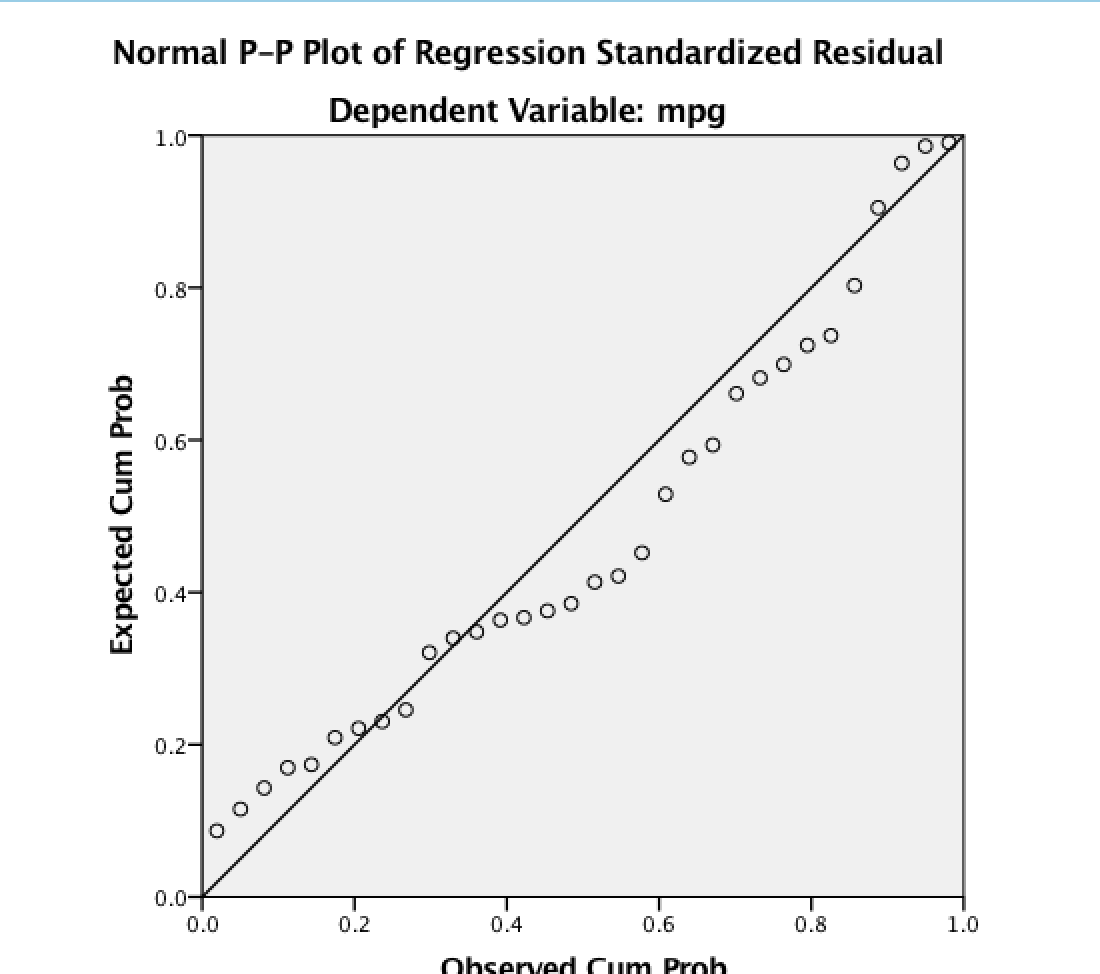 Normal P-P Plot of Regression Standardized Residual
Dependent Variable: mpg
1.0
0.8
0.6
0.4
0.2
0.0
Expected Cum Prob
0.0 0.2 0.4 0.6 0.8 1.0
Observed Cum Prob